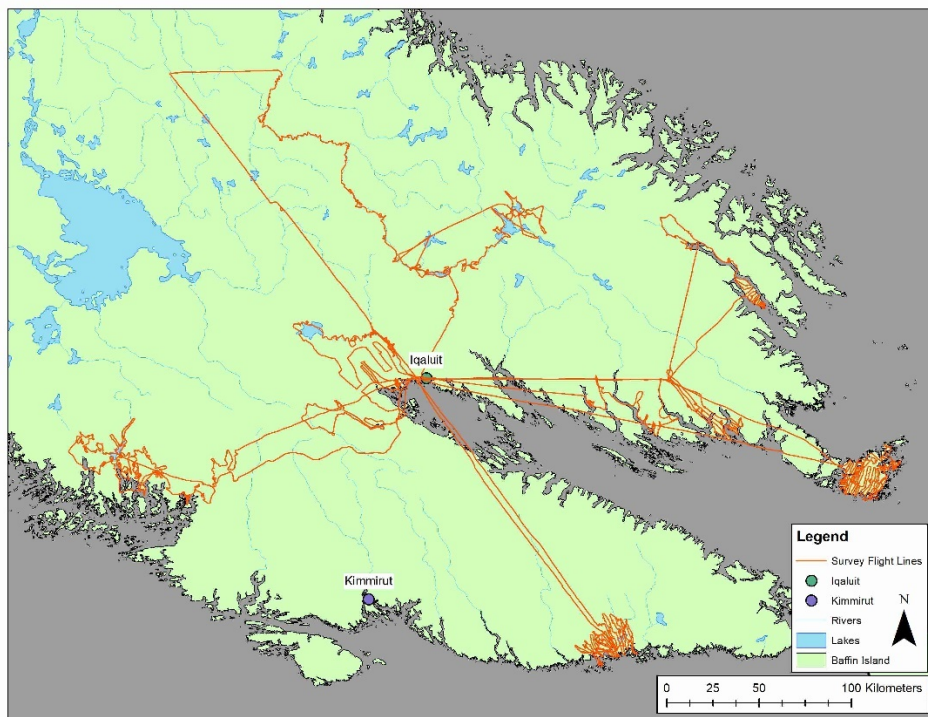 Iqaluit
Kimmirut
Legend
Survey Flight Lines
Iqaluit
Kimmirut
Rivers
Lakes
Baffin Island
N
0 25 50 100 Kilometers